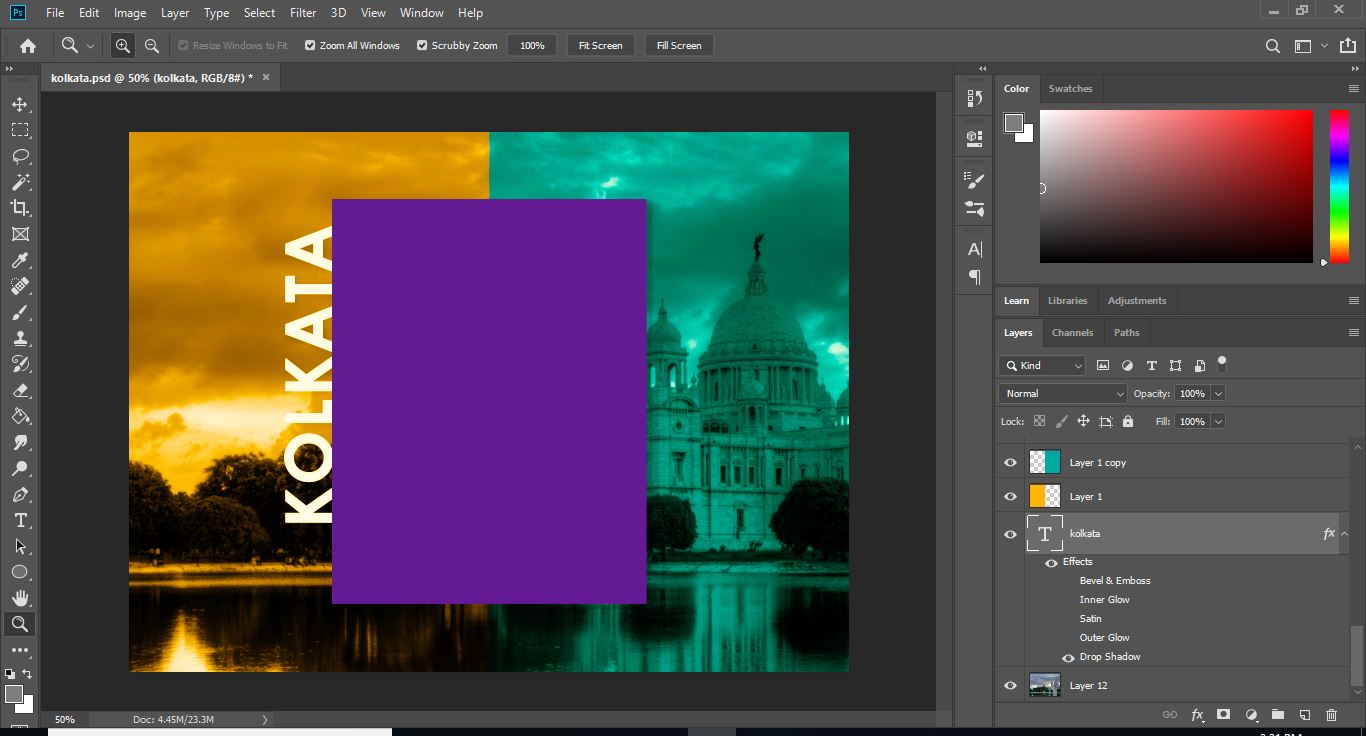 Ps File Edit Image Layer Type Select Filter 3D View Window Help
Resize Windows to Fit Zoom All Windows Scrubby Zoom 100% Fit Screen Fill Screen
kolkata.psd @ 50% (kolkata, RGB/8#) *
KOLKATA
50% Doc: 4.45M/23.3M
Color Swatches
Learn Libraries Adjustments
Layers Channels Paths
Kind
Normal Opacity: 100%
Lock: Fill: 100%
Layer 1 copy
Layer 1
kolkata fx
Effects
Bevel & Emboss
Inner Glow
Satin
Outer Glow
Drop Shadow
Layer 12
fx